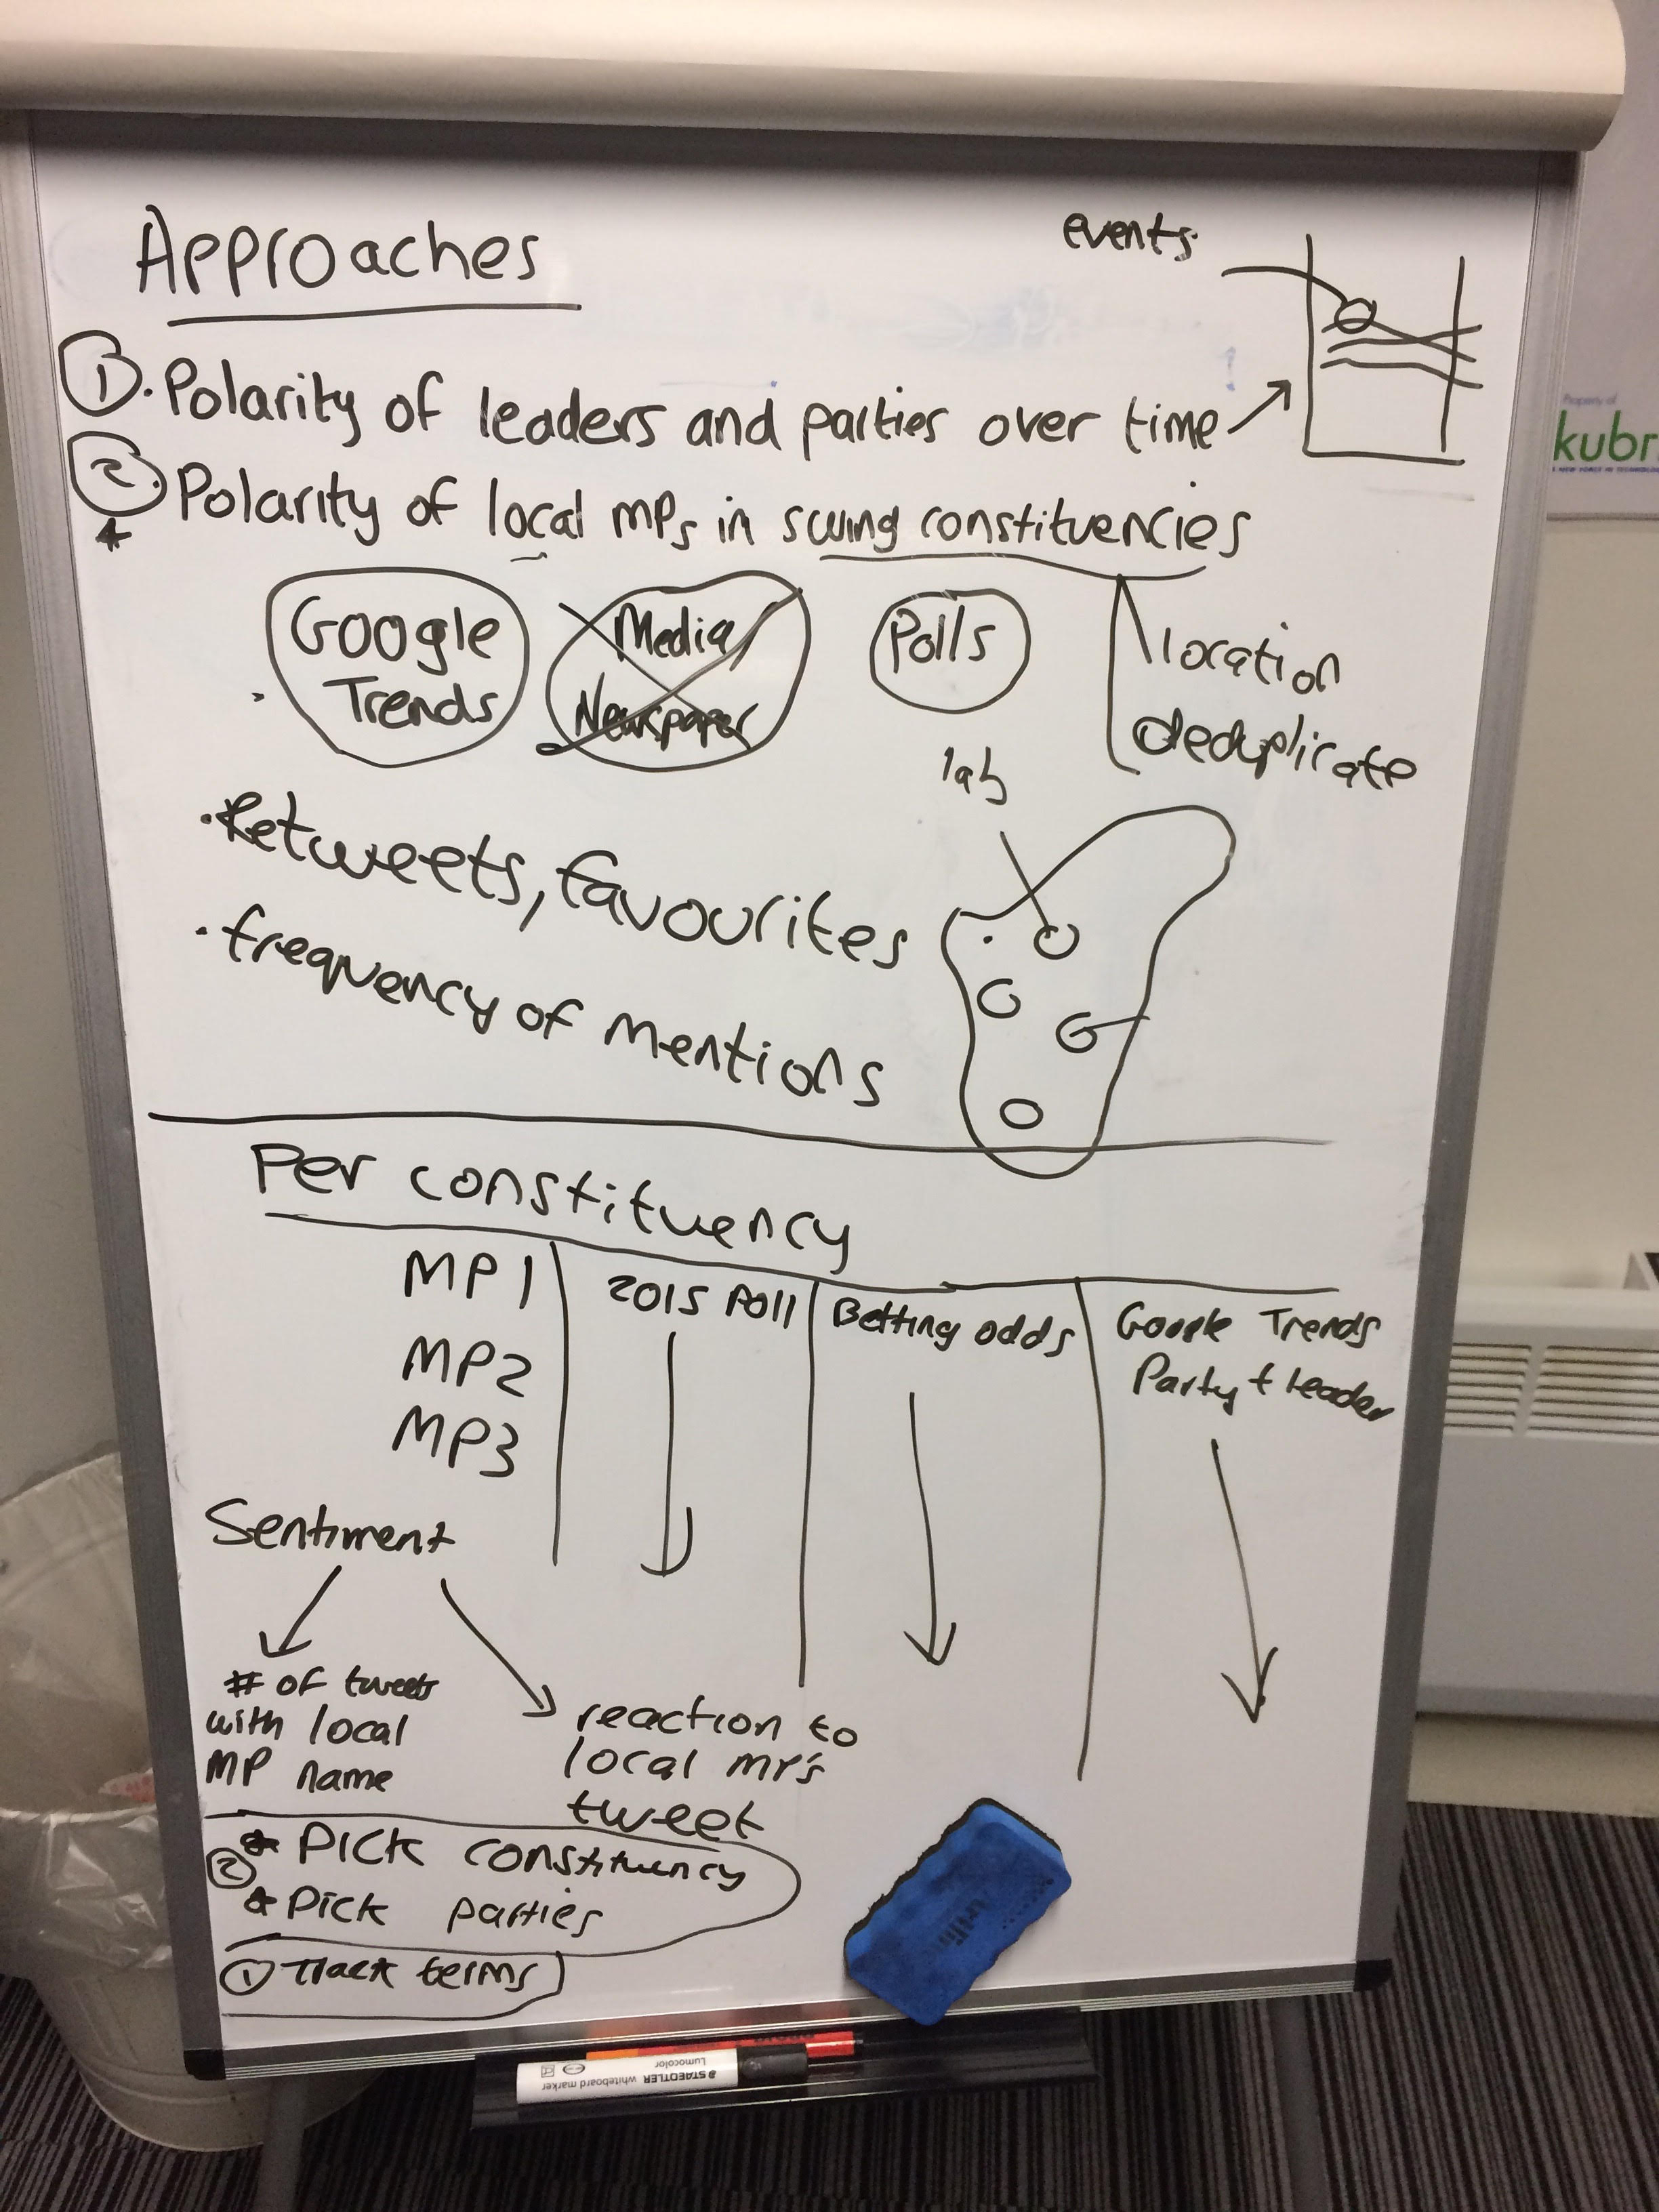 Approaches
events
① Polarity of leaders and parties over time
② Polarity of local MPs in swing constituencies
Google
Trends
Media
Newspaper
Polls
location
deduplicate
lab
• Retweets, favourites
• frequency of mentions
Per constituency
MP1
MP2
MP3
2015 Poll
Betting odds
Google Trends
Party + leader
Sentiment
# of tweets
with local
MP name
reaction to
local MP's
tweet
② * Pick constituency
* Pick parties
① Track terms
Property of
kubr
STAEDTLER whiteboard marker
Lumocolor